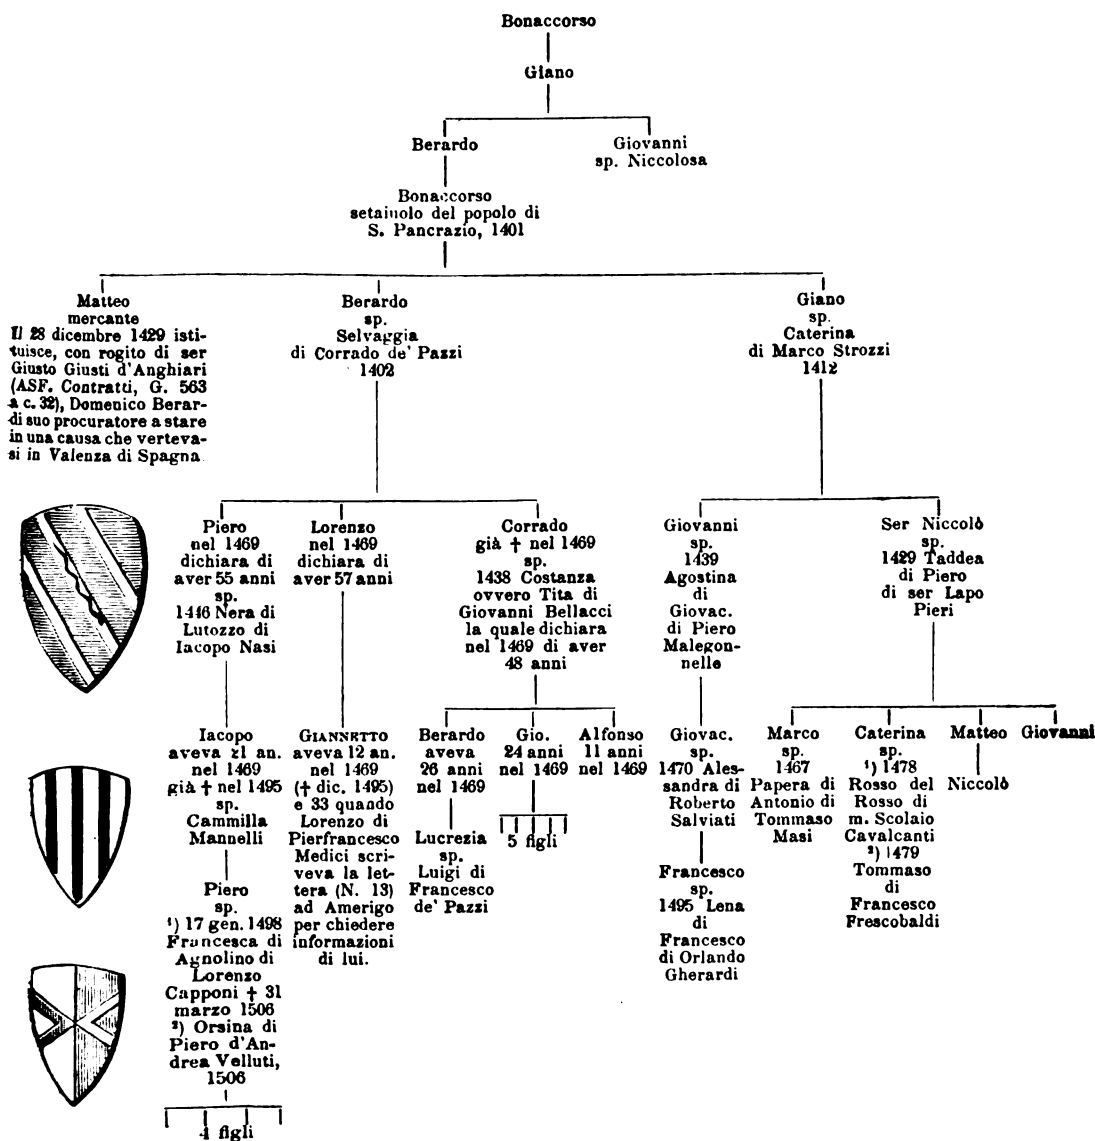 Bonaccorso
Giano
Berardo
Giovanni
sp. Niccolosa
Bonaccorso
setaiuolo del popolo di
S. Pancrazio, 1401
Matteo
mercante
Il 28 dicembre 1429 isti-
tuisce, con rogito di ser
Giusto Giusti d'Anghiari
(ASF. Contratti, G. 563
a c. 32), Domenico Berar-
di suo procuratore a stare
in una causa che verteva-
si in Valenza di Spagna
Berardo
sp.
Selvaggia
di Corrado de' Pazzi
1402
Giano
sp.
Caterina
di Marco Strozzi
1412
Piero
nel 1469
dichiara di
aver 55 anni
sp.
1446 Nera di
Lutozzo di
Iacopo Nasi
Lorenzo
nel 1469
dichiara di
aver 57 anni
Corrado
già † nel 1469
sp.
1438 Costanza
ovvero Tita di
Giovanni Bellacci
la quale dichiara
nel 1469 di aver
48 anni
Giovanni
sp.
1439
Agostina
di
Giovac.
di Piero
Malegon-
nelle
Ser Niccolò
sp.
1429 Taddea
di Piero
di ser Lapo
Pieri
Iacopo
aveva 21 an.
nel 1469
già † nel 1495
sp.
Cammilla
Mannelli
Piero
sp.
¹) 17 gen. 1498
Francesca di
Agnolino di
Lorenzo
Capponi † 31
marzo 1506
²) Orsina di
Piero d'An-
drea Velluti,
1506
4 figli
GIANNETTO
aveva 12 an.
nel 1469
(† dic. 1495)
e 33 quando
Lorenzo di
Pierfrancesco
Medici scri-
veva la let-
tera (N. 13)
ad Amerigo
per chiedere
informazioni
di lui.
Berardo
aveva
26 anni
nel 1469
Lucrezia
sp.
Luigi di
Francesco
de' Pazzi
Gio.
24 anni
nel 1469
5 figli
Alfonso
11 anni
nel 1469
Giovac.
sp.
1470 Ales-
sandra di
Roberto
Salviati
Francesco
sp.
1495 Lena
di
Francesco
di Orlando
Gherardi
Marco
sp.
1467
Papera di
Antonio di
Tommaso
Masi
Caterina
sp.
¹) 1478
Rosso del
Rosso di
m. Scolaio
Cavalcanti
²) 1479
Tommaso
di
Francesco
Frescobaldi
Matteo
Niccolò
Giovanni